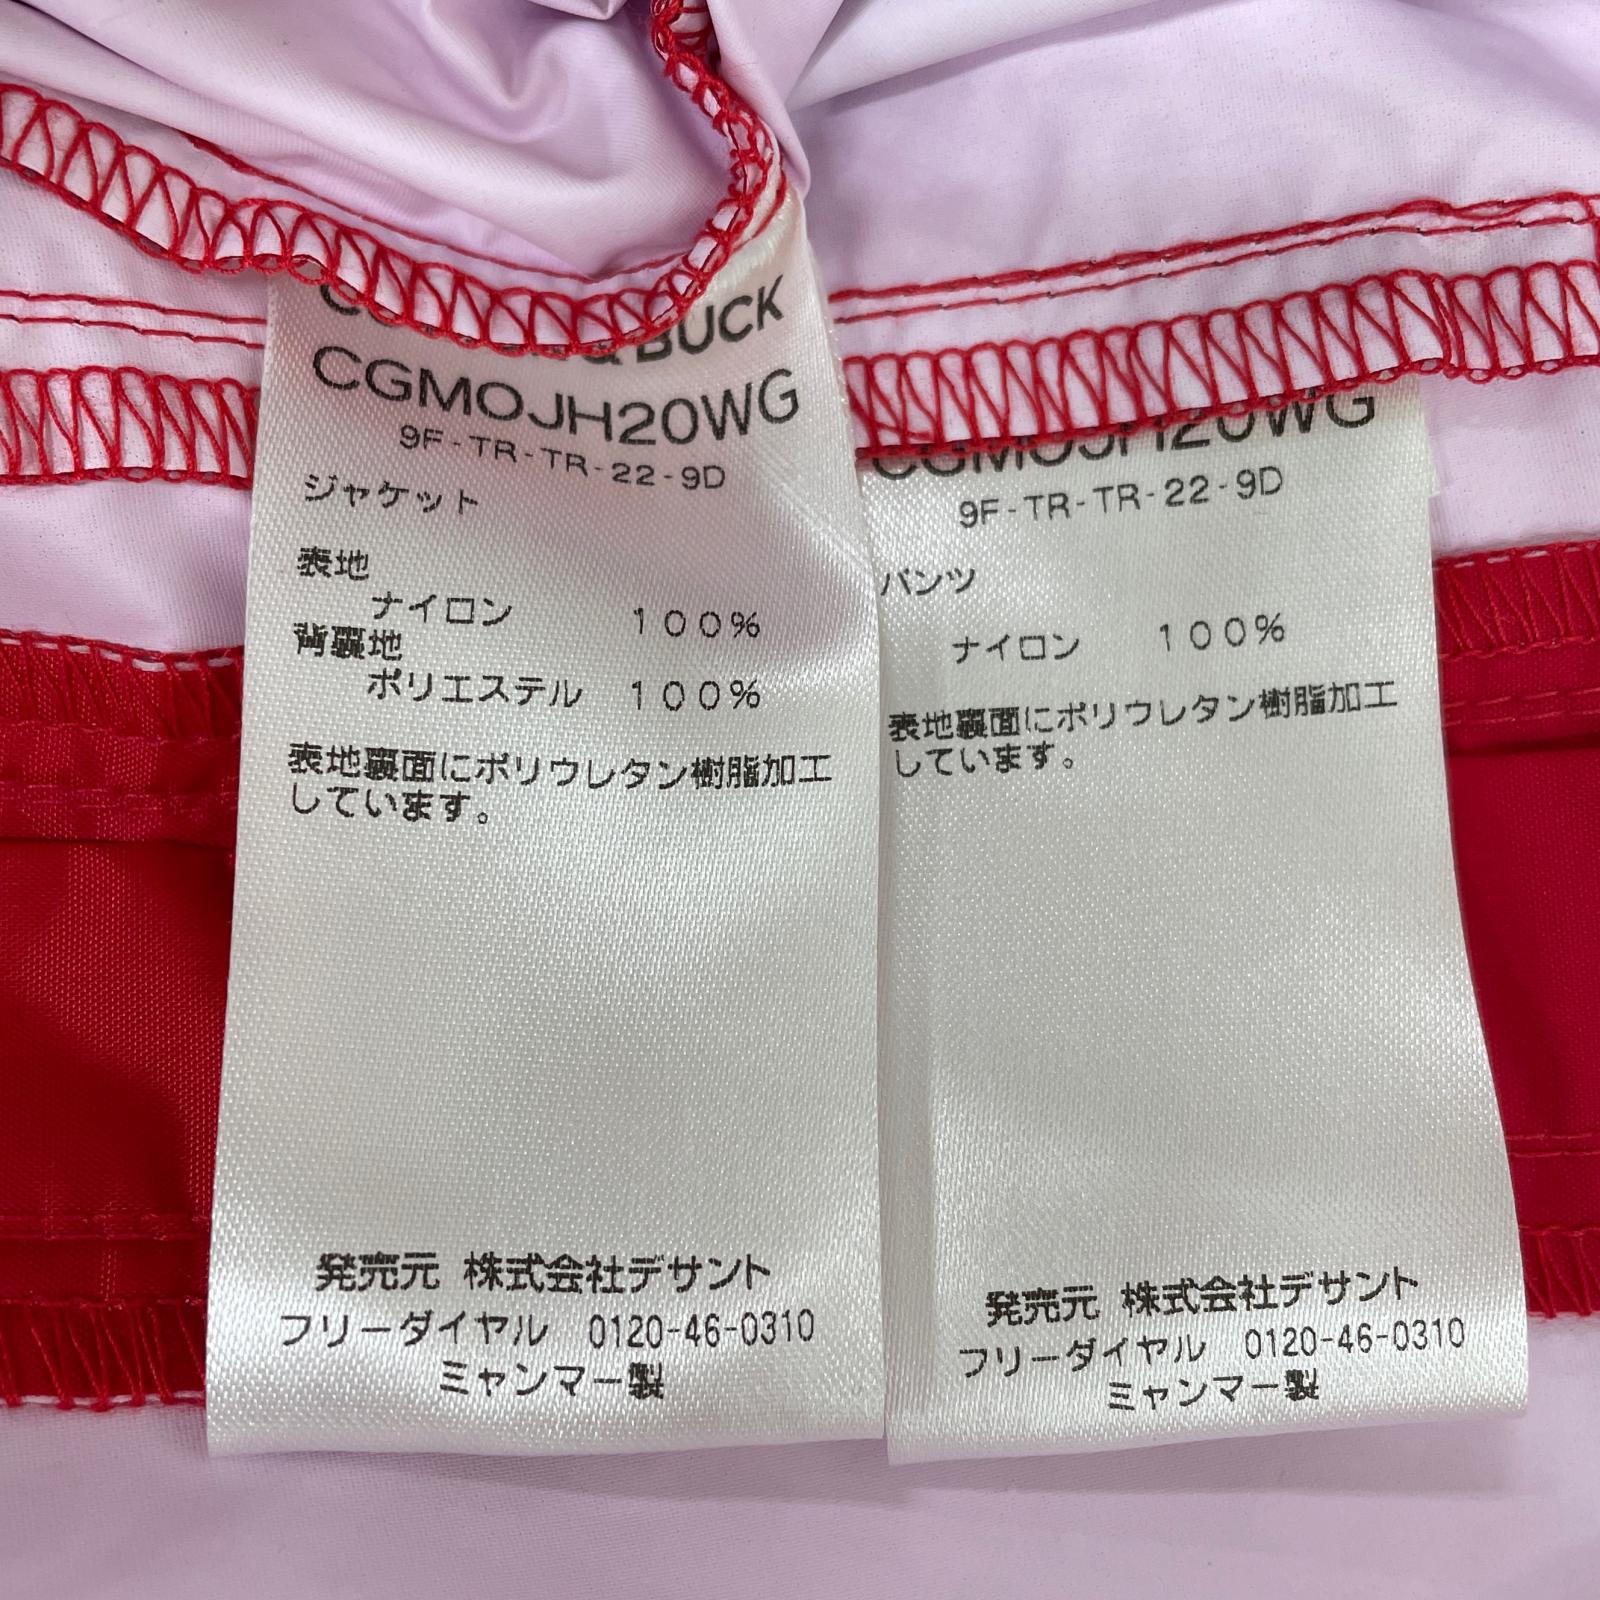 & BUCK
CGMOJH20WG
9F-TR-TR-22-9D
ジャケット
表地
ナイロン 100%
背裏地
ポリエステル 100%
表地裏面にポリウレタン樹脂加工
しています。
発売元 株式会社デサント
フリーダイヤル 0120-46-0310
ミャンマー製
CGMOJH20WG
9F-TR-TR-22-9D
パンツ
ナイロン 100%
表地裏面にポリウレタン樹脂加工
しています。
発売元 株式会社デサント
フリーダイヤル 0120-46-0310
ミャンマー製